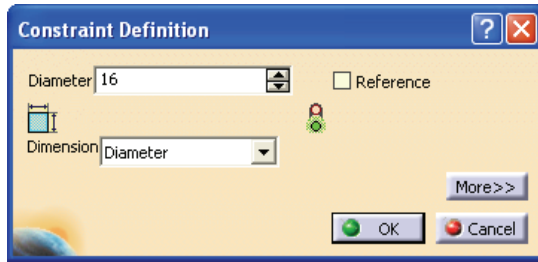 Constraint Definition
Diameter 16
Reference
Dimension Diameter
More>>
OK Cancel